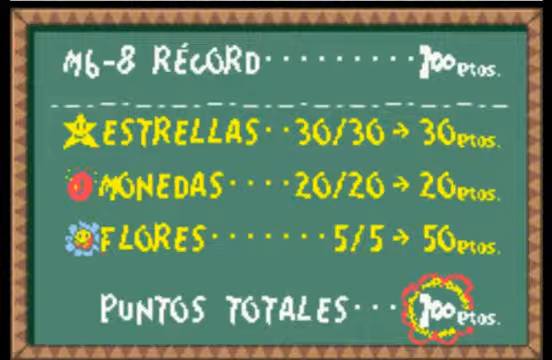 M6-8 RÉCORD·········100Ptos.
ESTRELLAS··30/30→30Ptos.
MONEDAS····20/20→20Ptos.
FLORES·······5/5→50Ptos.
PUNTOS TOTALES···100Ptos.